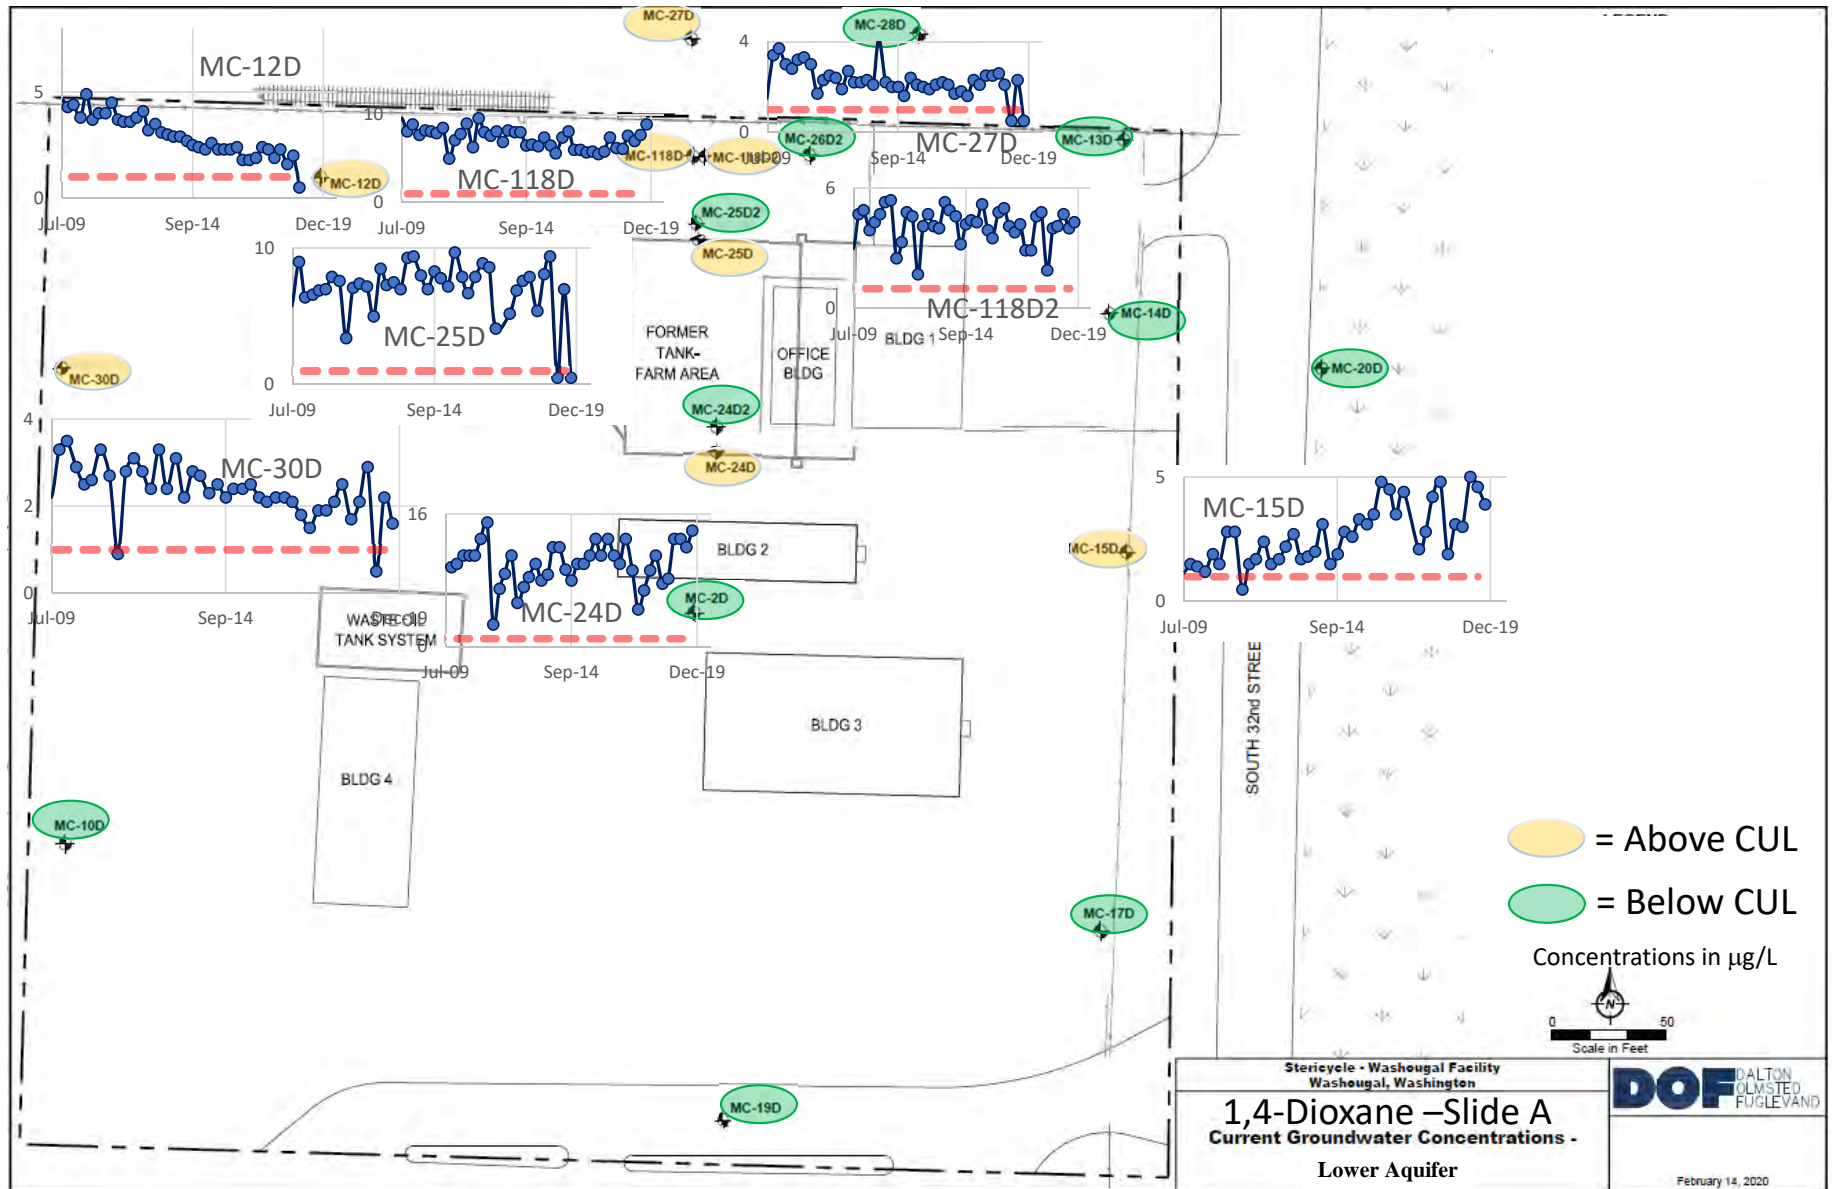 MC-27D
MC-28D
MC-12D
5
0
Jul-09
Sep-14
Dec-19
MC-12D
10
0
MC-118D
Jul-09
Sep-14
Dec-19
MC-118D
MC-118D2
4
0
MC-27D
Jul-09
Sep-14
Dec-19
MC-26D2
MC-13D
MC-25D2
MC-25D
10
0
MC-25D
Jul-09
Sep-14
Dec-19
6
0
MC-118D2
Jul-09
Sep-14
Dec-19
MC-14D
MC-20D
BLDG 1
FORMER
TANK-
FARM AREA
OFFICE
BLDG
MC-30D
MC-24D2
MC-24D
4
2
0
MC-30D
Jul-09
Sep-14
Dec-19
WASTE OIL
TANK SYSTEM
16
0
MC-24D
Jul-09
Sep-14
Dec-19
BLDG 2
MC-2D
MC-15D
5
0
MC-15D
Jul-09
Sep-14
Dec-19
BLDG 3
BLDG 4
SOUTH 32nd STREE
MC-10D
MC-17D
MC-19D
= Above CUL
= Below CUL
Concentrations in µg/L
N
0 50
Scale in Feet
Stericycle - Washougal Facility
Washougal, Washington
1,4-Dioxane –Slide A
Current Groundwater Concentrations -
Lower Aquifer
DOF
DALTON
OLMSTED
FUGLEVAND
February 14, 2020